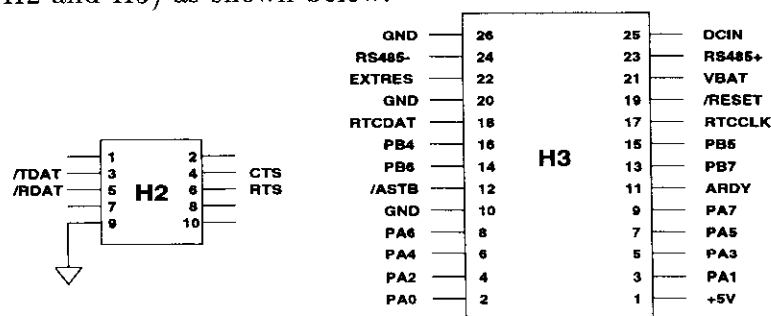 H2 and H3) as shown below:
GND 26 25 DCIN
RS485- 24 23 RS485+
EXTRES 22 21 VBAT
GND 20 19 /RESET
RTCDAT 18 17 RTCCLK
PB4 16 15 PB5
PB6 14 13 PB7
/ASTB 12 11 ARDY
GND 10 9 PA7
PA6 8 7 PA5
PA4 6 5 PA3
PA2 4 3 PA1
PA0 2 1 +5V
H3
1 2
/TDAT 3 4 CTS
/RDAT 5 6 RTS
7 8
9 10
H2